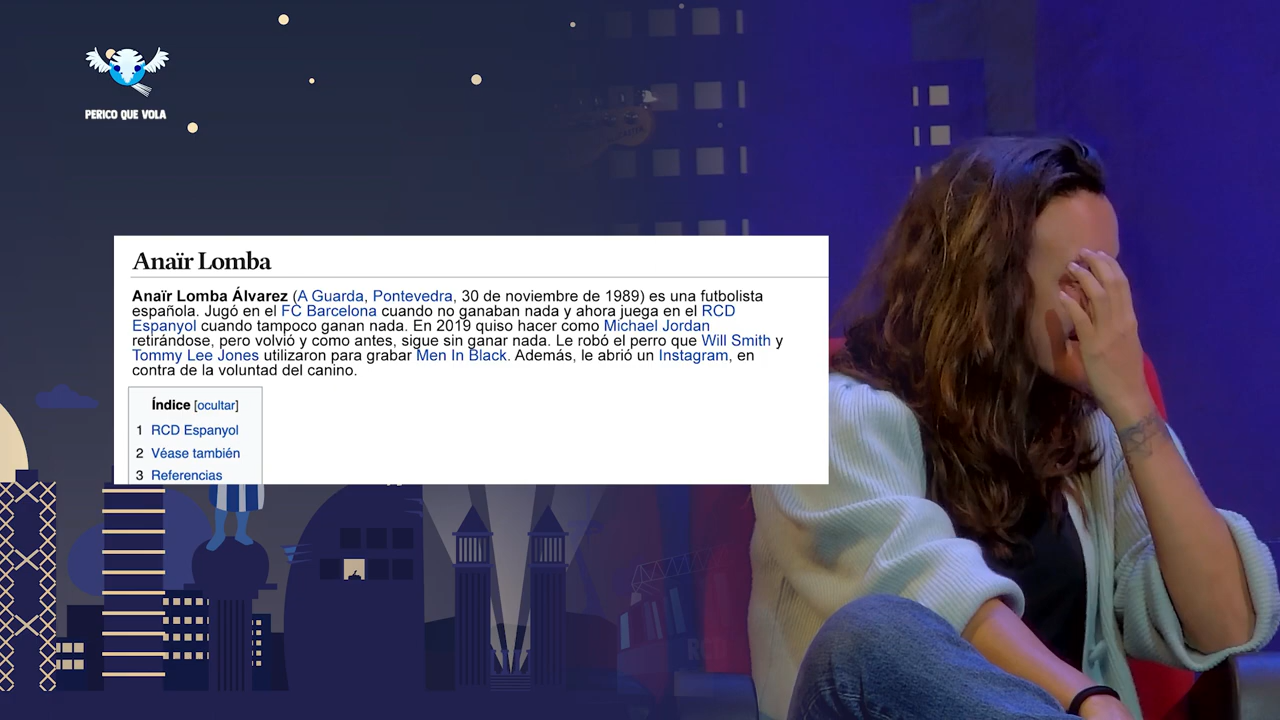 PERICO QUE VOLA
Anaïr Lomba
Anaïr Lomba Álvarez (A Guarda, Pontevedra, 30 de noviembre de 1989) es una futbolista
española. Jugó en el FC Barcelona cuando no ganaban nada y ahora juega en el RCD
Espanyol cuando tampoco ganan nada. En 2019 quiso hacer como Michael Jordan
retirándose, pero volvió y como antes, sigue sin ganar nada. Le robó el perro que Will Smith y
Tommy Lee Jones utilizaron para grabar Men In Black. Además, le abrió un Instagram, en
contra de la voluntad del canino.
Índice [ocultar]
1 RCD Espanyol
2 Véase también
3 Referencias